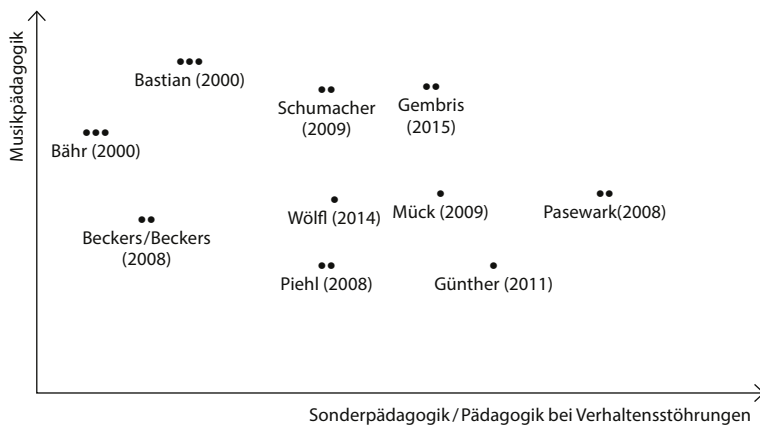 Musikpädagogik
Bastian (2000)
Schumacher
(2009)
Gembris
(2015)
Bähr (2000)
Wölfl (2014)
Mück (2009)
Pasewark(2008)
Beckers/Beckers
(2008)
Piehl (2008)
Günther (2011)
Sonderpädagogik / Pädagogik bei Verhaltensstöhrungen